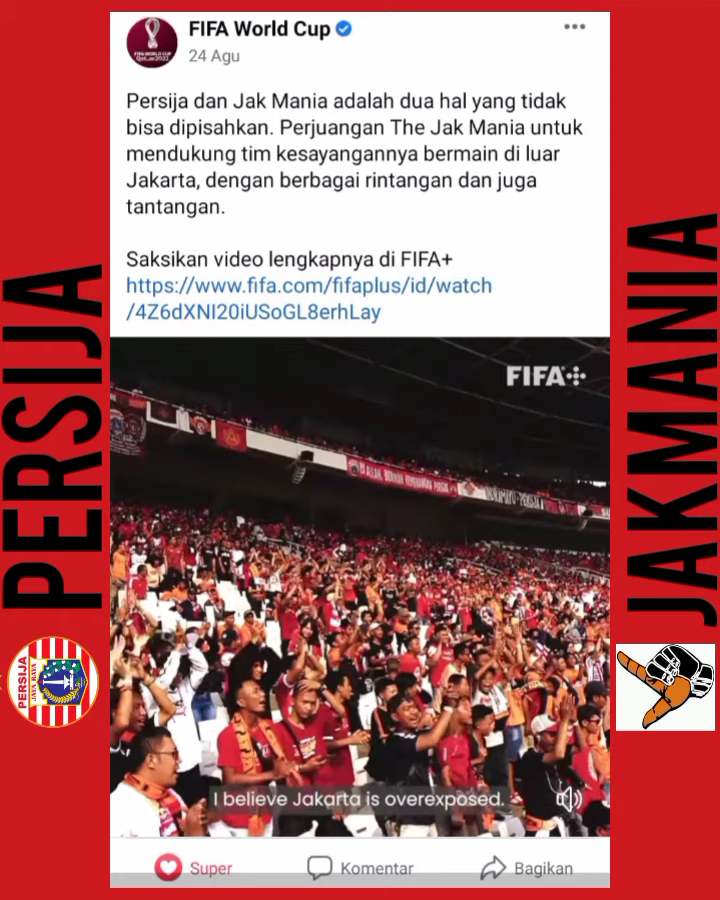 FIFA World Cup
24 Agu
Persija dan Jak Mania adalah dua hal yang tidak
bisa dipisahkan. Perjuangan The Jak Mania untuk
mendukung tim kesayangannya bermain di luar
Jakarta, dengan berbagai rintangan dan juga
tantangan.
Saksikan video lengkapnya di FIFA+
https://www.fifa.com/fifaplus/id/watch
/4Z6dXNI20iUSoGL8erhLay
PERSIJA
JAKMANIA
FIFA+
PERSIJA
JAYA RAYA
I believe Jakarta is overexposed.
Super
Komentar
Bagikan